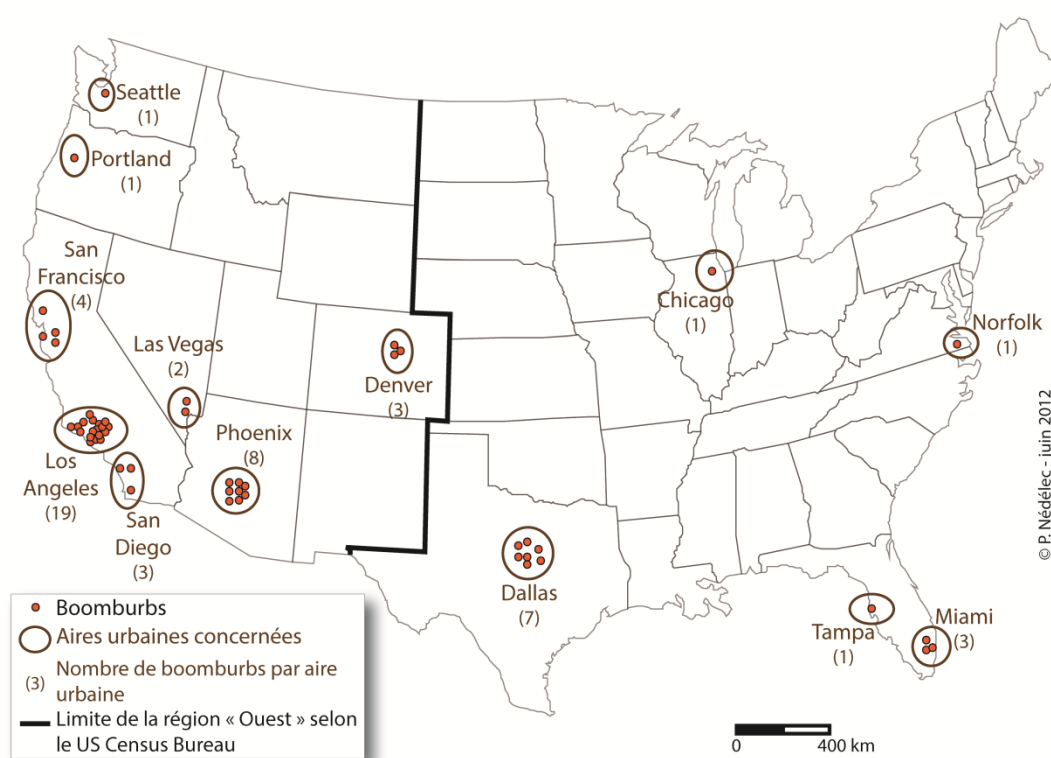 Seattle
(1)
Portland
(1)
San
Francisco
(4)
Las Vegas
(2)
Denver
(3)
Chicago
(1)
Norfolk
(1)
Phoenix
(8)
Los
Angeles
(19)
San
Diego
(3)
Dallas
(7)
Tampa
(1)
Miami
(3)
© P. Nédélec - juin 2012
Boomburbs
Aires urbaines concernées
(3) Nombre de boomburbs par aire
urbaine
Limite de la région « Ouest » selon
le US Census Bureau
0 400 km